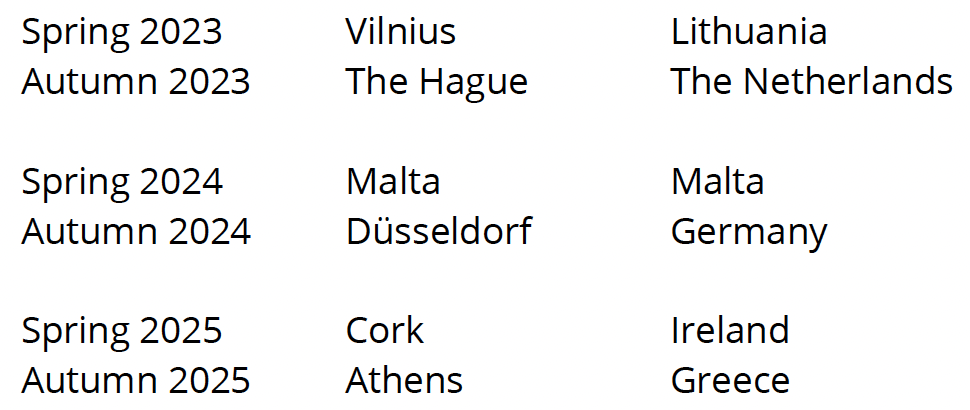 Spring 2023 Vilnius Lithuania
Autumn 2023 The Hague The Netherlands
Spring 2024 Malta Malta
Autumn 2024 Düsseldorf Germany
Spring 2025 Cork Ireland
Autumn 2025 Athens Greece